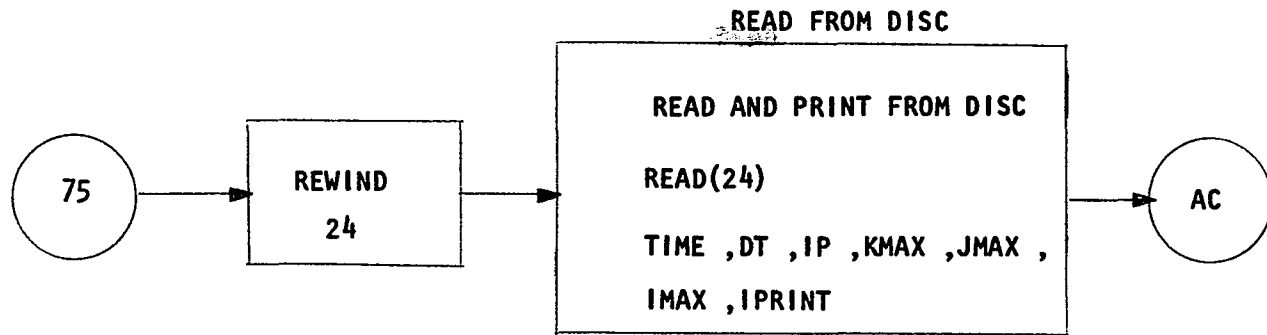 READ FROM DISC
75
REWIND
24
READ AND PRINT FROM DISC
READ(24)
TIME ,DT ,IP ,KMAX ,JMAX ,
IMAX ,IPRINT
AC